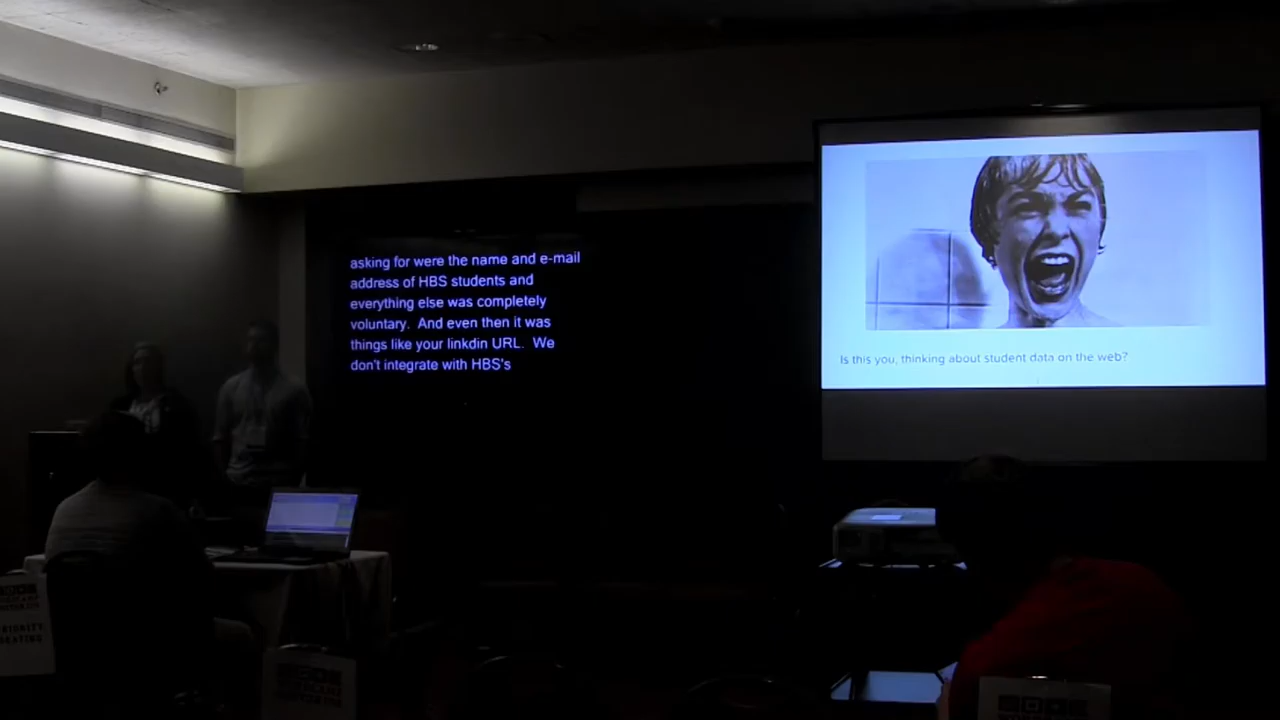 asking for were the name and e-mail
address of HBS students and
everything else was completely
voluntary.  And even then it was
things like your linkdin URL.  We
don't integrate with HBS's
Is this you, thinking about student data on the web?